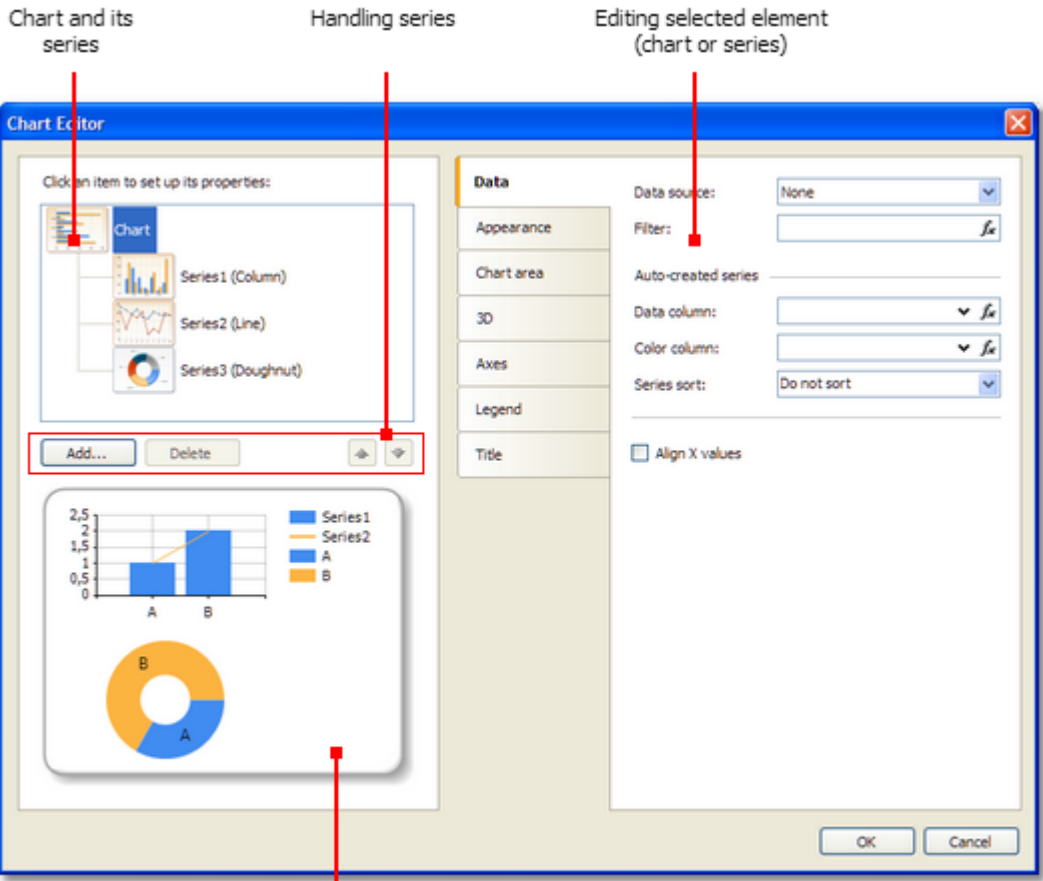 Chart and its
series
Handling series
Editing selected element
(chart or series)
Chart Editor
Click an item to set up its properties:
Chart
Series1 (Column)
Series2 (Line)
Series3 (Doughnut)
Add...
Delete
2,5
2
1,5
1
0,5
0
A
B
Series1
Series2
A
B
B
A
Data
Appearance
Chart area
3D
Axes
Legend
Title
Data source:
None
Filter:
fx
Auto-created series
Data column:
fx
Color column:
fx
Series sort:
Do not sort
Align X values
OK
Cancel